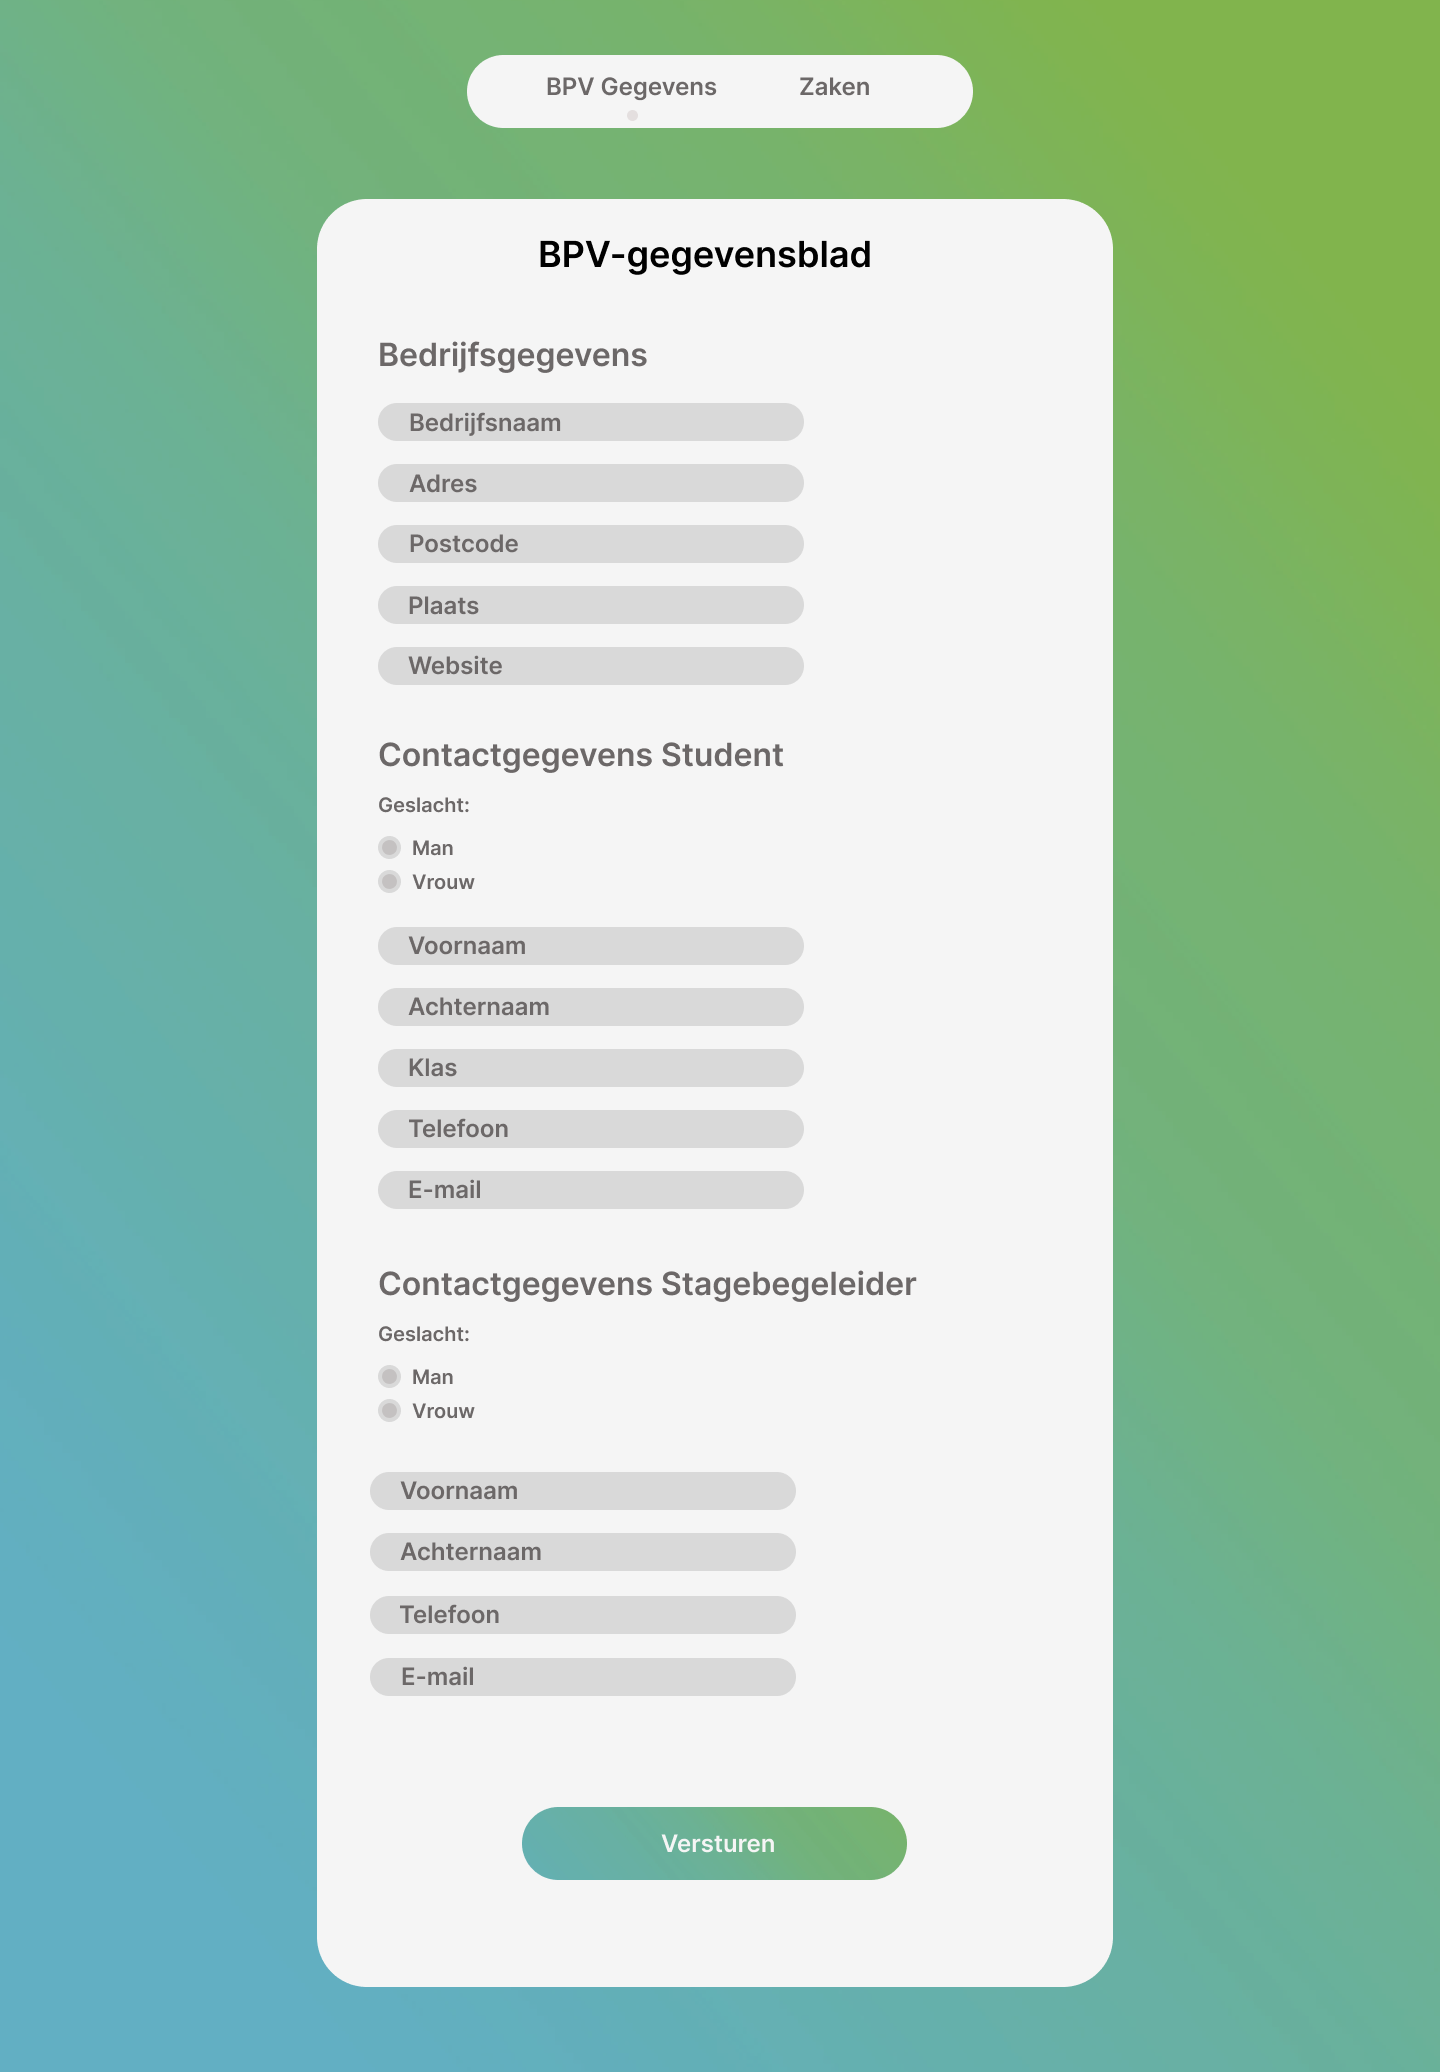 BPV Gegevens Zaken
BPV-gegevensblad
Bedrijfsgegevens
Bedrijfsnaam
Adres
Postcode
Plaats
Website
Contactgegevens Student
Geslacht:
Man
Vrouw
Voornaam
Achternaam
Klas
Telefoon
E-mail
Contactgegevens Stagebegeleider
Geslacht:
Man
Vrouw
Voornaam
Achternaam
Telefoon
E-mail
Versturen